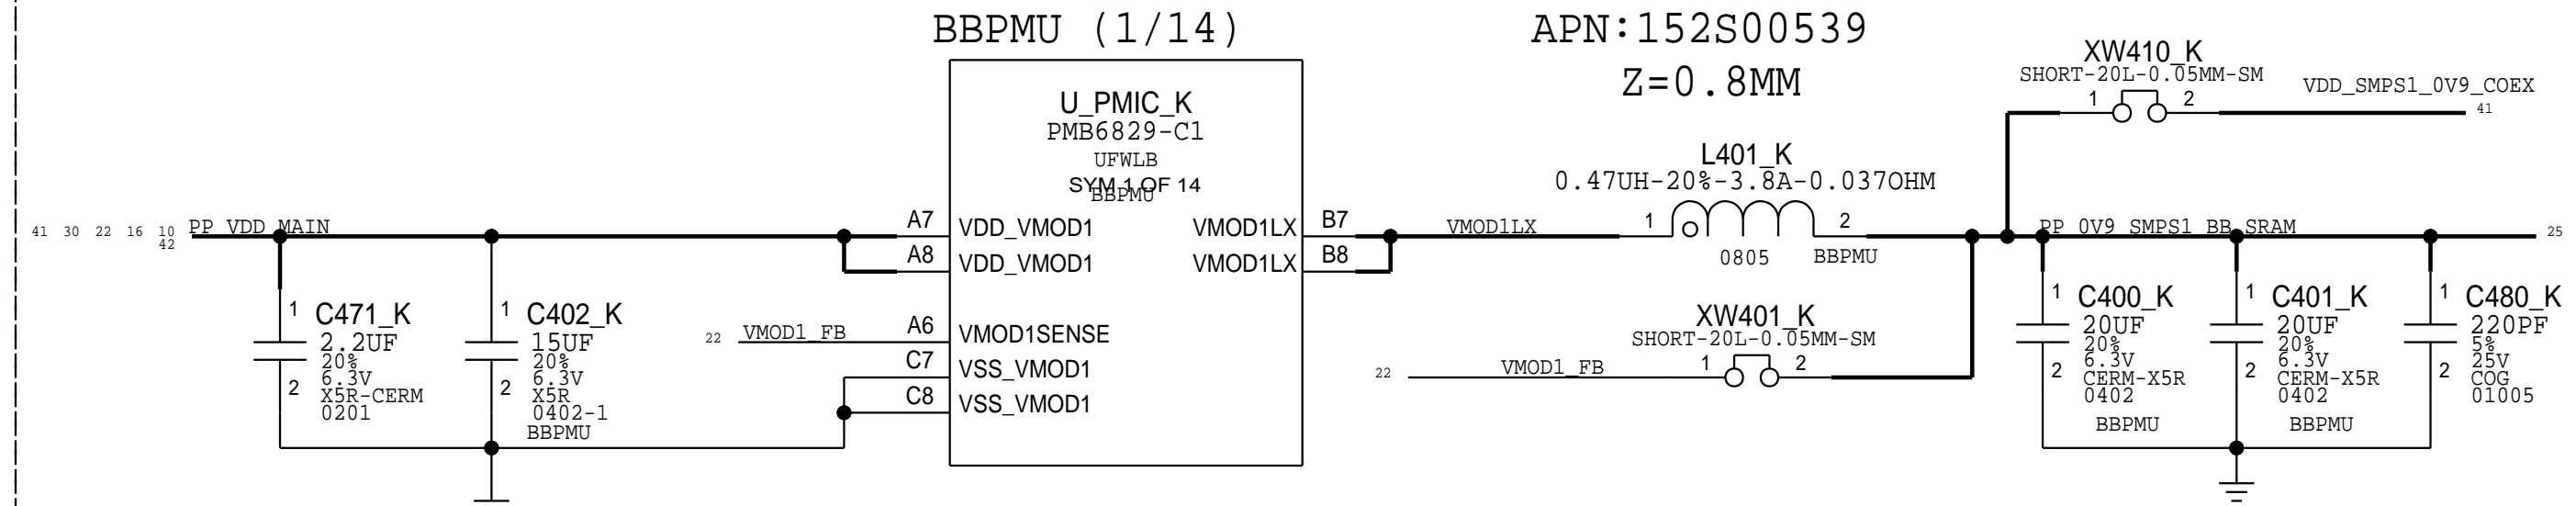 BBPMU (1/14)
APN:152S00539
Z=0.8MM
XW410_K
SHORT-20L-0.05MM-SM
1
2
VDD_SMPS1_0V9_COEX
41
U_PMIC_K
PMB6829-C1
UFWLB
SYM 1 OF 14
BBPMU
L401_K
0.47UH-20%-3.8A-0.037OHM
41 30 22 16 10
42
PP_VDD_MAIN
A7
VDD_VMOD1
VMOD1LX
B7
VMOD1LX
1
2
0805
BBPMU
PP_0V9_SMPS1_BB_SRAM
25
A8
VDD_VMOD1
VMOD1LX
B8
1
C471_K
2.2UF
20%
6.3V
2
X5R-CERM
0201
1
C402_K
15UF
20%
6.3V
2
X5R
0402-1
BBPMU
22
VMOD1_FB
A6
VMOD1SENSE
C7
VSS_VMOD1
C8
VSS_VMOD1
XW401_K
SHORT-20L-0.05MM-SM
22
VMOD1_FB
1
2
1
C400_K
20UF
20%
6.3V
2
CERM-X5R
0402
BBPMU
1
C401_K
20UF
20%
6.3V
2
CERM-X5R
0402
BBPMU
1
C480_K
220PF
5%
25V
2
COG
01005